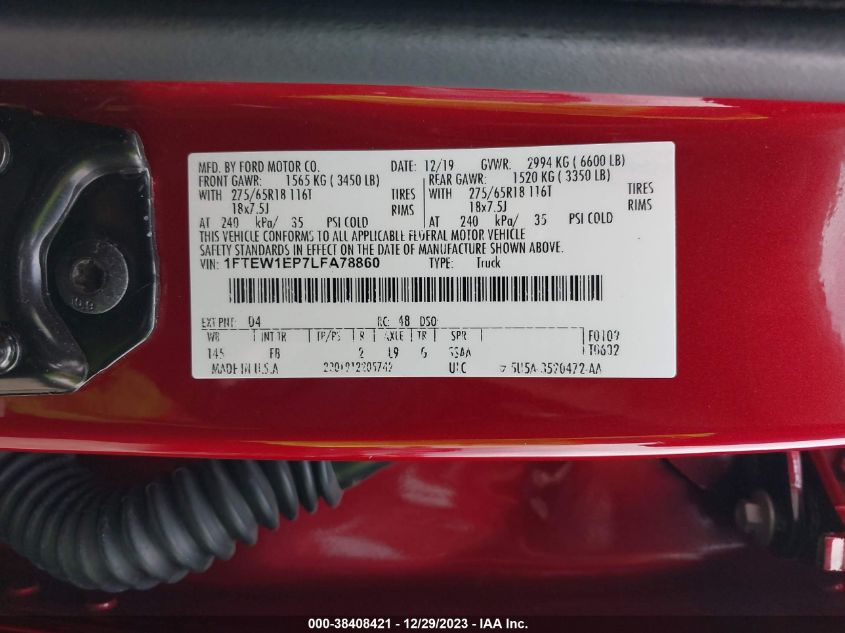 MFD. BY FORD MOTOR CO. DATE: 12/19 GVWR: 2994 KG ( 6600 LB)
FRONT GAWR: 1565 KG ( 3450 LB) REAR GAWR: 1520 KG ( 3350 LB)
WITH 275/65R18 116T TIRES WITH 275/65R18 116T TIRES
18x7.5J RIMS 18x7.5J RIMS
AT 240 kPa/ 35 PSI COLD AT 240 kPa/ 35 PSI COLD
THIS VEHICLE CONFORMS TO ALL APPLICABLE FEDERAL MOTOR VEHICLE
SAFETY STANDARDS IN EFFECT ON THE DATE OF MANUFACTURE SHOWN ABOVE.
VIN: 1FTEW1EP7LFA78860 TYPE: Truck
EXT PNT: D4 RC: 48 DSO:
WB INT TR TP/PS R AXLE TR SPR F0109
145 FB 2 L9 6
MADE IN U.S.A UTC
10.9
000-38408421 - 12/29/2023 - IAA Inc.